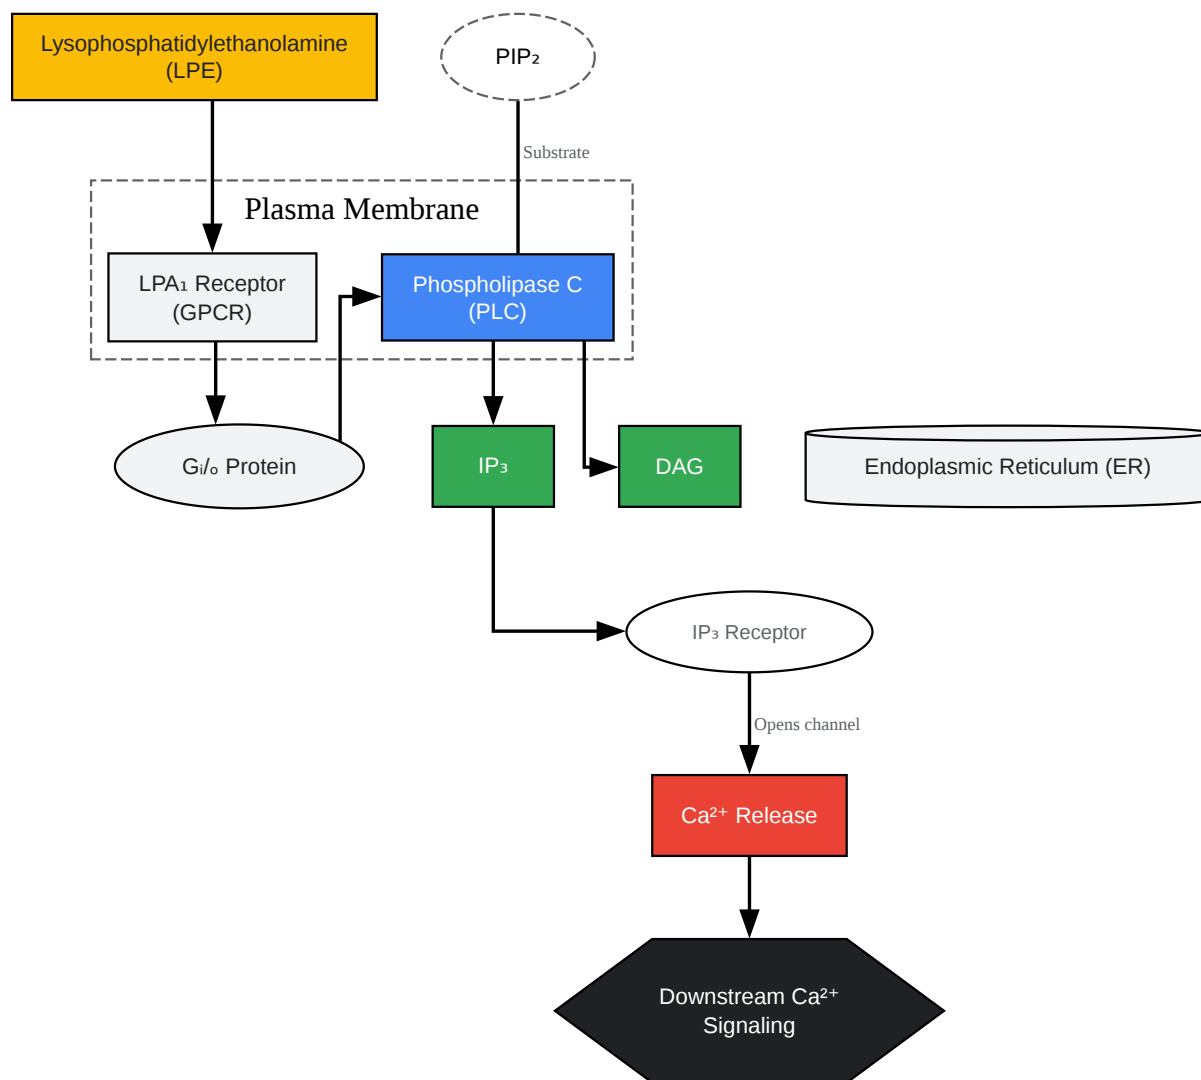 Lysophosphatidylethanolamine
(LPE)
PIP₂
Substrate
Plasma Membrane
LPA₁ Receptor
(GPCR)
Phospholipase C
(PLC)
Gᵢ/ₒ Protein
IP₃
DAG
Endoplasmic Reticulum (ER)
IP₃ Receptor
Opens channel
Ca²⁺ Release
Downstream Ca²⁺
Signaling